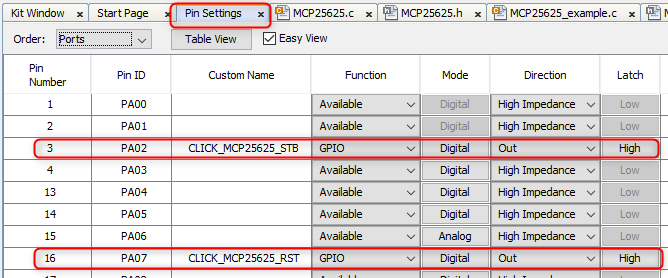 Kit Window x Start Page x Pin Settings x MCP25625.c x MCP25625.h x MCP25625_example.c x
Order: Ports Table View Easy View
Pin Number Pin ID Custom Name Function Mode Direction Latch
1 PA00 Available Digital High Impedance Low
2 PA01 Available Digital High Impedance Low
3 PA02 CLICK_MCP25625_STB GPIO Digital Out High
4 PA03 Available Digital High Impedance Low
13 PA04 Available Digital High Impedance Low
14 PA05 Available Digital High Impedance Low
15 PA06 Available Analog High Impedance Low
16 PA07 CLICK_MCP25625_RST GPIO Digital Out High